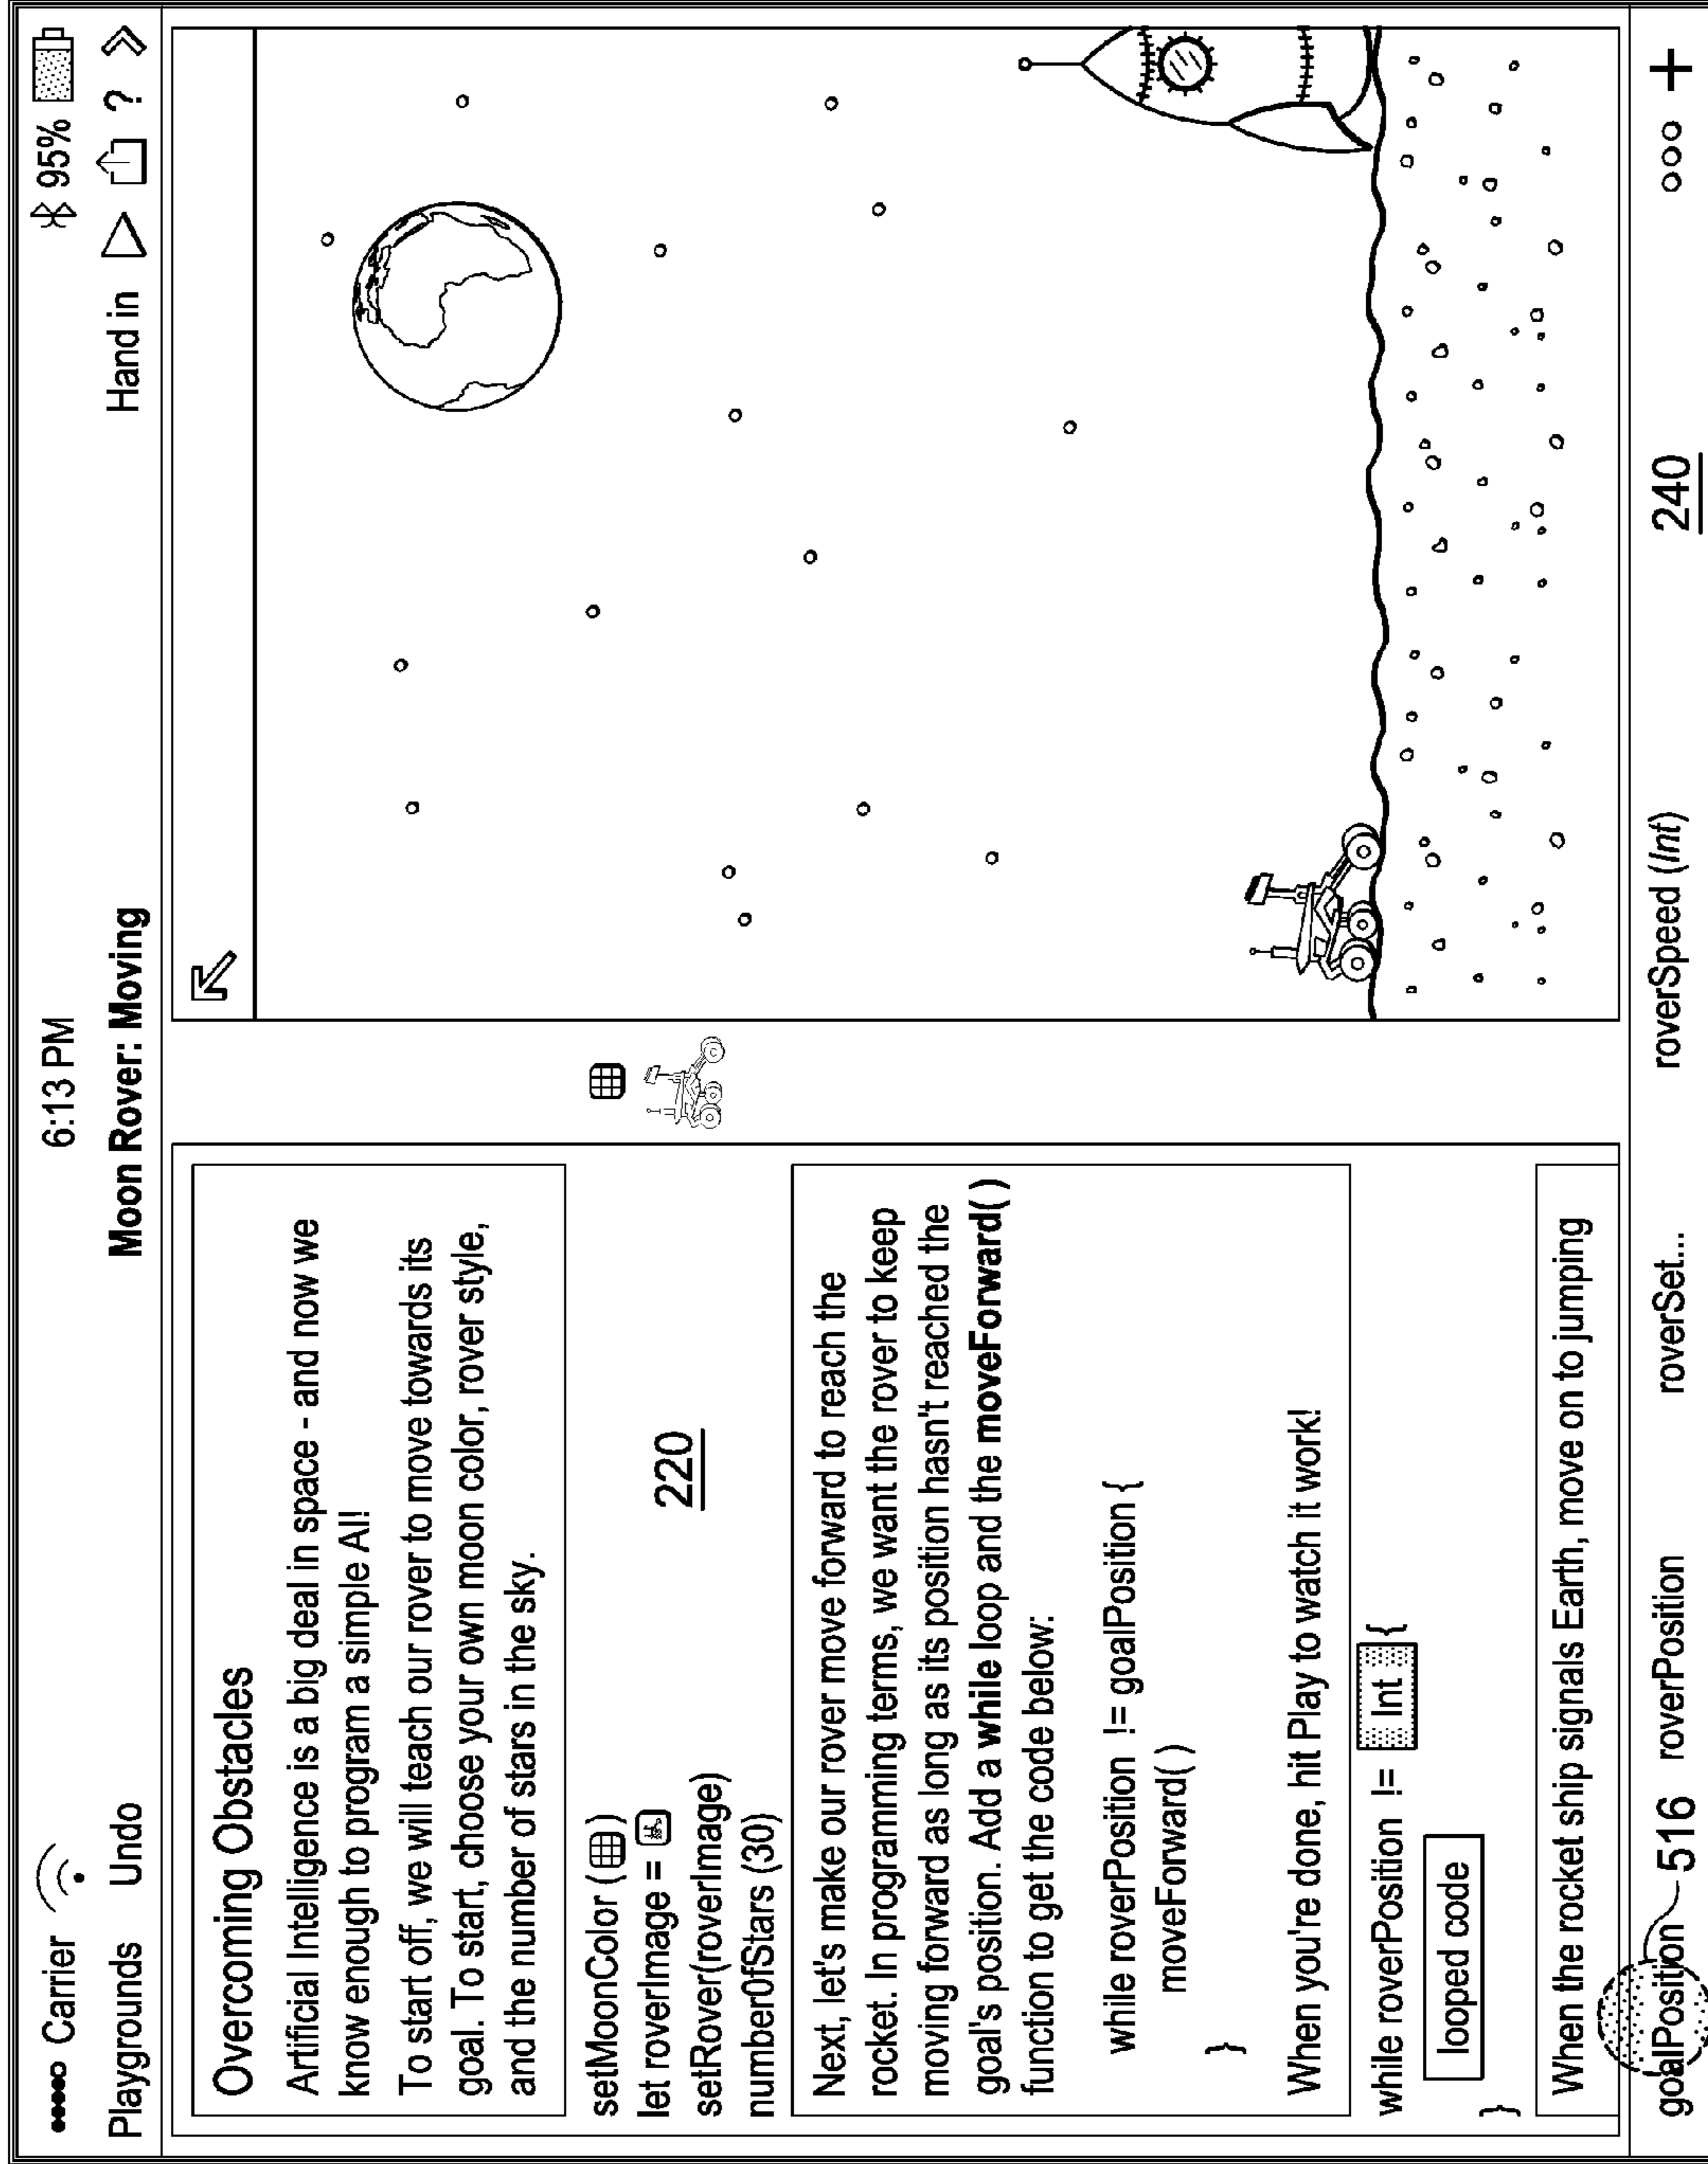 Carrier
6:13 PM
95%
Playgrounds Undo
Moon Rover: Moving
Hand in ?
Overcoming Obstacles
Artificial Intelligence is a big deal in space - and now we
know enough to program a simple AI!
To start off, we will teach our rover to move towards its
goal. To start, choose your own moon color, rover style,
and the number of stars in the sky.
setMoonColor ( )
let roverImage =
setRover(roverImage)
numberOfStars (30)
220
Next, let's make our rover move forward to reach the
rocket. In programming terms, we want the rover to keep
moving forward as long as its position hasn't reached the
goal's position. Add a while loop and the moveForward( )
function to get the code below:
while roverPosition != goalPosition {
moveForward( )
}
When you're done, hit Play to watch it work!
while roverPosition != Int {
looped code
}
When the rocket ship signals Earth, move on to jumping
goalPosition 516 roverPosition roverSet... roverSpeed (Int) 240 +